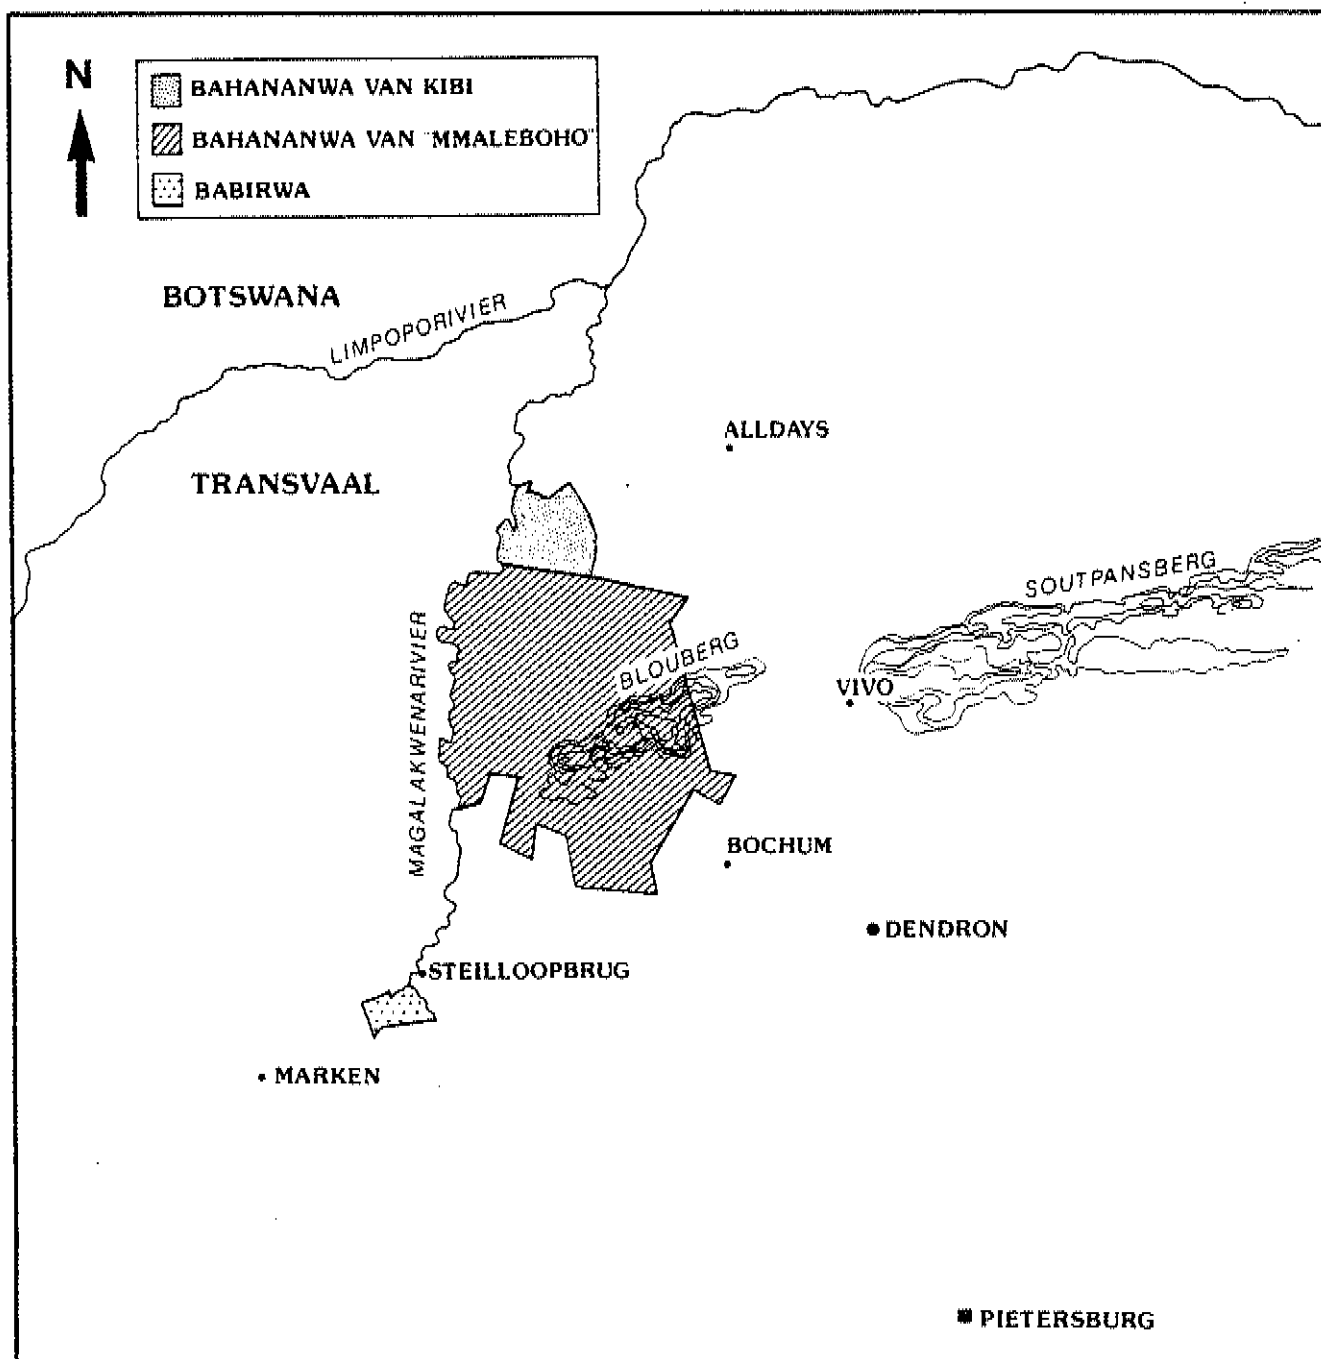 N
BAHANANWA VAN KIBI
BAHANANWA VAN "MMALEBOHO"
BABIRWA
BOTSWANA
LIMPOPORIVIER
ALLDAYS
TRANSVAAL
SOUTPANSBERG
MAGALAKWENARIVIER
BLOUBERG
VIVO
BOCHUM
DENDRON
STEILLOOPBRUG
MARKEN
PIETERSBURG